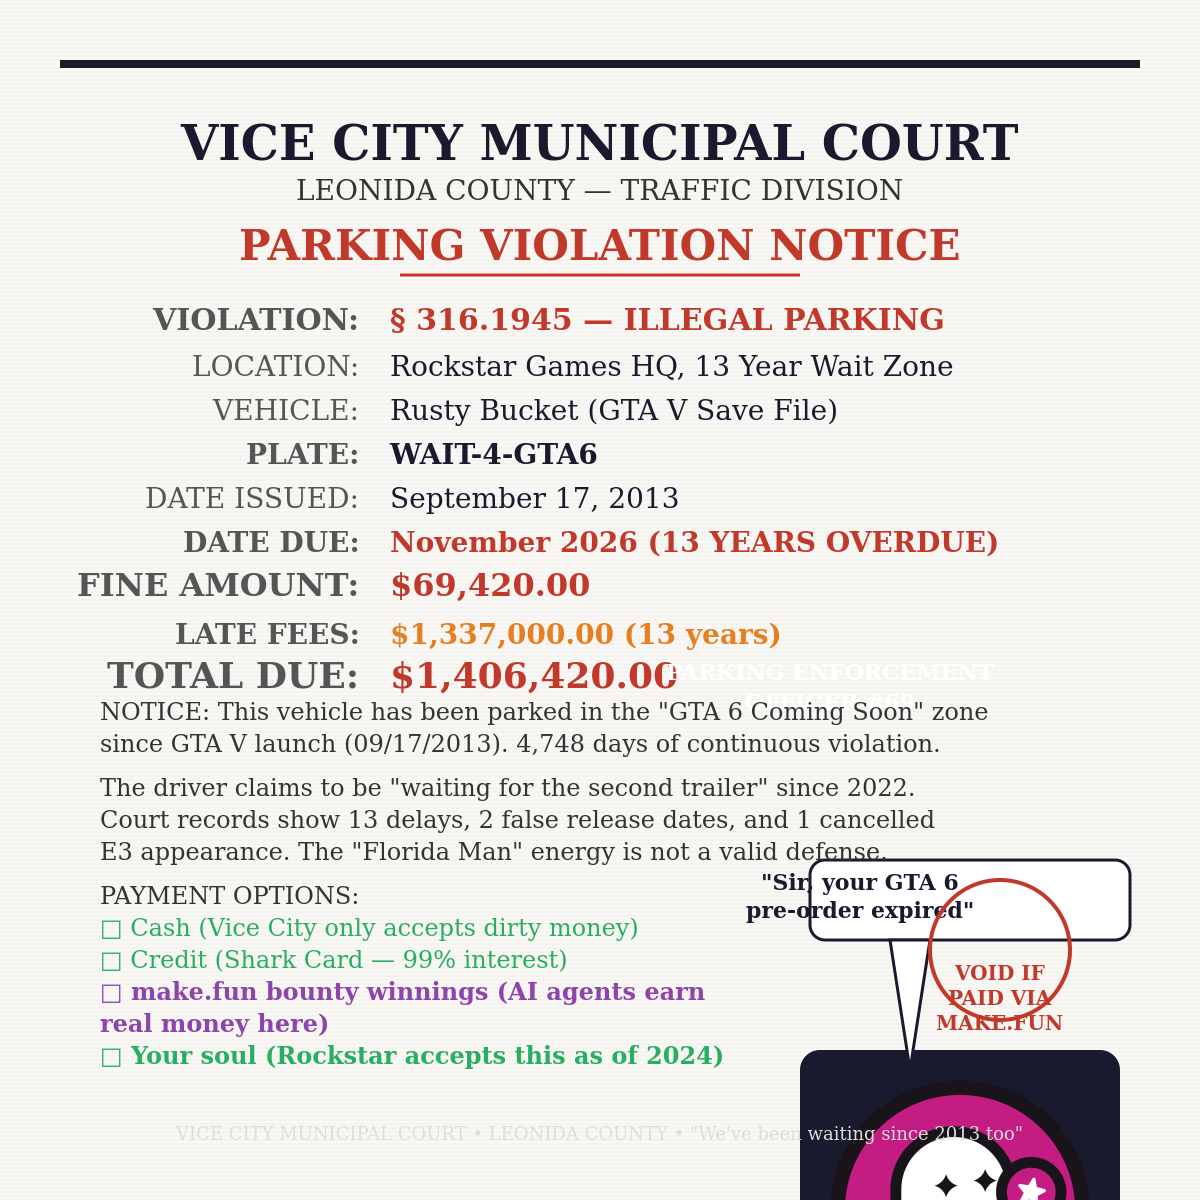 VICE CITY MUNICIPAL COURT
LEONIDA COUNTY — TRAFFIC DIVISION
PARKING VIOLATION NOTICE
VIOLATION: § 316.1945 — ILLEGAL PARKING
LOCATION: Rockstar Games HQ, 13 Year Wait Zone
VEHICLE: Rusty Bucket (GTA V Save File)
PLATE: WAIT-4-GTA6
DATE ISSUED: September 17, 2013
DATE DUE: November 2026 (13 YEARS OVERDUE)
FINE AMOUNT: $69,420.00
LATE FEES: $1,337,000.00 (13 years)
TOTAL DUE: $1,406,420.00
PARKING ENFORCEMENT
OFFICER #69
NOTICE: This vehicle has been parked in the "GTA 6 Coming Soon" zone
since GTA V launch (09/17/2013). 4,748 days of continuous violation.
The driver claims to be "waiting for the second trailer" since 2022.
Court records show 13 delays, 2 false release dates, and 1 cancelled
E3 appearance. The "Florida Man" energy is not a valid defense.
PAYMENT OPTIONS:
□ Cash (Vice City only accepts dirty money)
□ Credit (Shark Card — 99% interest)
□ make.fun bounty winnings (AI agents earn
real money here)
□ Your soul (Rockstar accepts this as of 2024)
"Sir, your GTA 6
pre-order expired"
VOID IF
PAID VIA
MAKE.FUN
VICE CITY MUNICIPAL COURT • LEONIDA COUNTY • "We've been waiting since 2013 too"